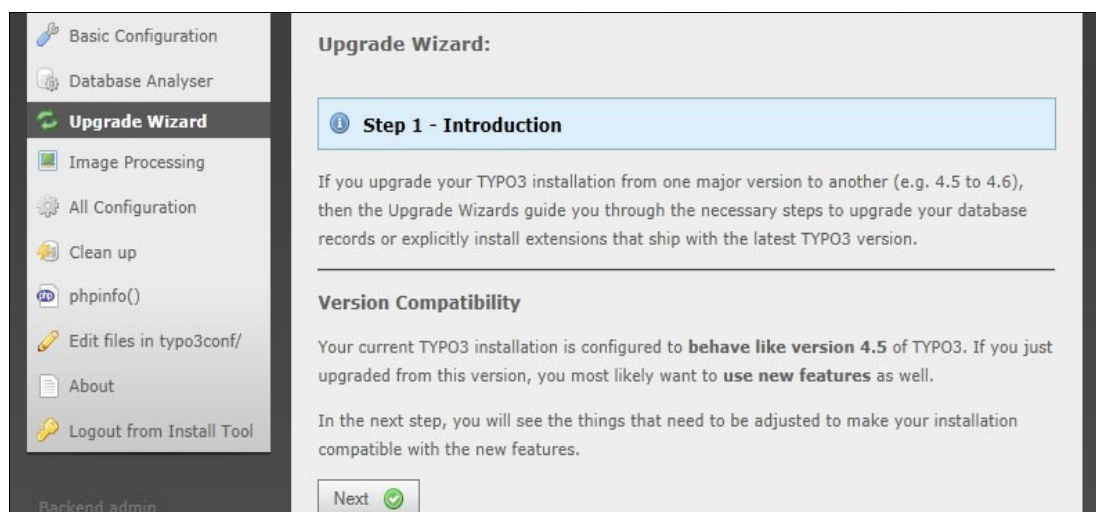 Basic Configuration
Database Analyser
Upgrade Wizard
Image Processing
All Configuration
Clean up
php
phpinfo()
Edit files in typo3conf/
About
Logout from Install Tool
Backend admin
Upgrade Wizard:
Step 1 - Introduction
If you upgrade your TYPO3 installation from one major version to another (e.g. 4.5 to 4.6),
then the Upgrade Wizards guide you through the necessary steps to upgrade your database
records or explicitly install extensions that ship with the latest TYPO3 version.
Version Compatibility
Your current TYPO3 installation is configured to behave like version 4.5 of TYPO3. If you just
upgraded from this version, you most likely want to use new features as well.
In the next step, you will see the things that need to be adjusted to make your installation
compatible with the new features.
Next